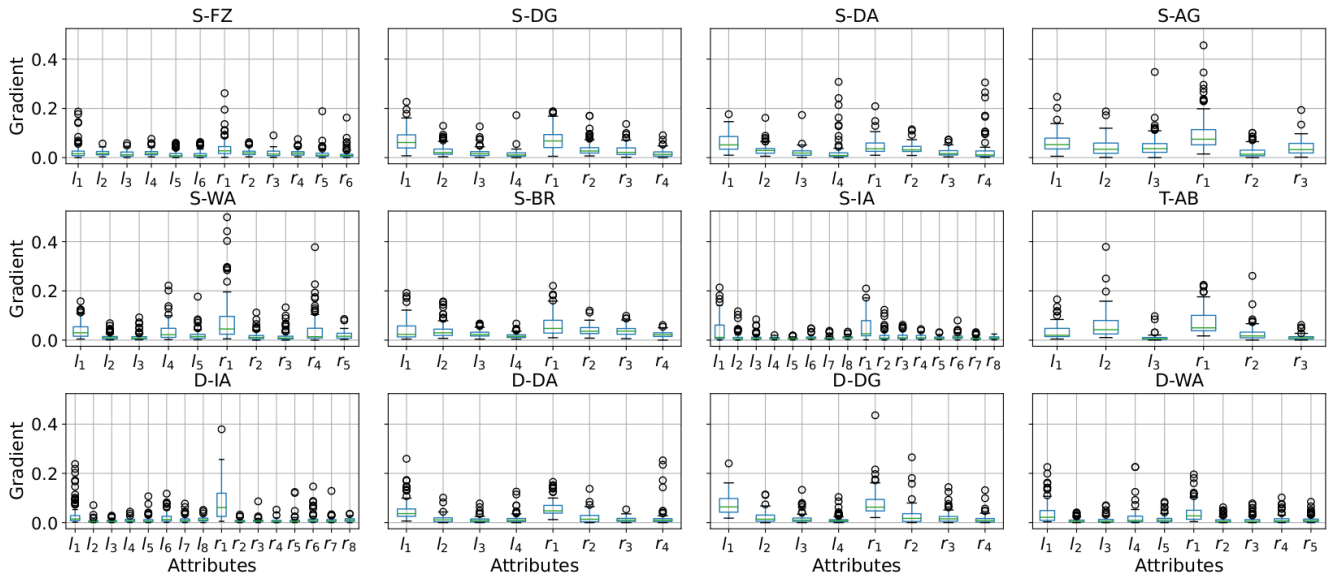 S-FZ S-DG S-DA S-AG
Gradient
0.4
0.2
0.0
l1 l2 l3 l4 l5 l6 r1 r2 r3 r4 r5 r6
l1 l2 l3 l4 r1 r2 r3 r4
l1 l2 l3 l4 r1 r2 r3 r4
l1 l2 l3 r1 r2 r3
S-WA S-BR S-IA T-AB
Gradient
0.4
0.2
0.0
l1 l2 l3 l4 l5 r1 r2 r3 r4 r5
l1 l2 l3 l4 r1 r2 r3 r4
l1 l2 l3 l4 l5 l6 l7 l8 r1 r2 r3 r4 r5 r6 r7 r8
l1 l2 l3 r1 r2 r3
D-IA D-DA D-DG D-WA
Gradient
0.4
0.2
0.0
l1 l2 l3 l4 l5 l6 l7 l8 r1 r2 r3 r4 r5 r6 r7 r8
l1 l2 l3 l4 r1 r2 r3 r4
l1 l2 l3 l4 r1 r2 r3 r4
l1 l2 l3 l4 l5 r1 r2 r3 r4 r5
Attributes Attributes Attributes Attributes